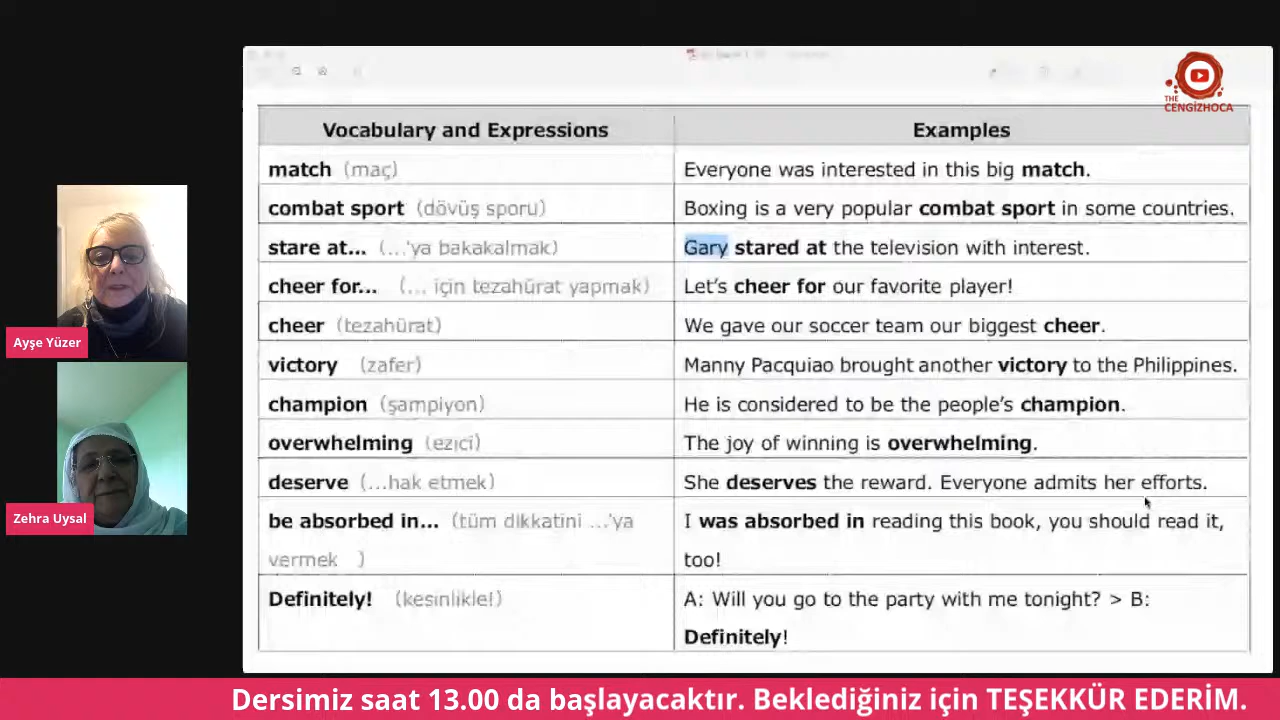 THE
CENGİZHOCA
Vocabulary and Expressions Examples
match (maç) Everyone was interested in this big match.
combat sport (dövüş sporu) Boxing is a very popular combat sport in some countries.
stare at... (...'ya bakakalmak) Gary stared at the television with interest.
cheer for... (... için tezahürat yapmak) Let's cheer for our favorite player!
cheer (tezahürat) We gave our soccer team our biggest cheer.
victory (zafer) Manny Pacquiao brought another victory to the Philippines.
champion (şampiyon) He is considered to be the people's champion.
overwhelming (ezici) The joy of winning is overwhelming.
deserve (...hak etmek) She deserves the reward. Everyone admits her efforts.
be absorbed in... (tüm dikkatini ...'ya I was absorbed in reading this book, you should read it,
vermek ) too!
Definitely! (kesinlikle!) A: Will you go to the party with me tonight? > B:
Definitely!
Ayşe Yüzer
Zehra Uysal
Dersimiz saat 13.00 da başlayacaktır. Beklediğiniz için TEŞEKKÜR EDERİM.